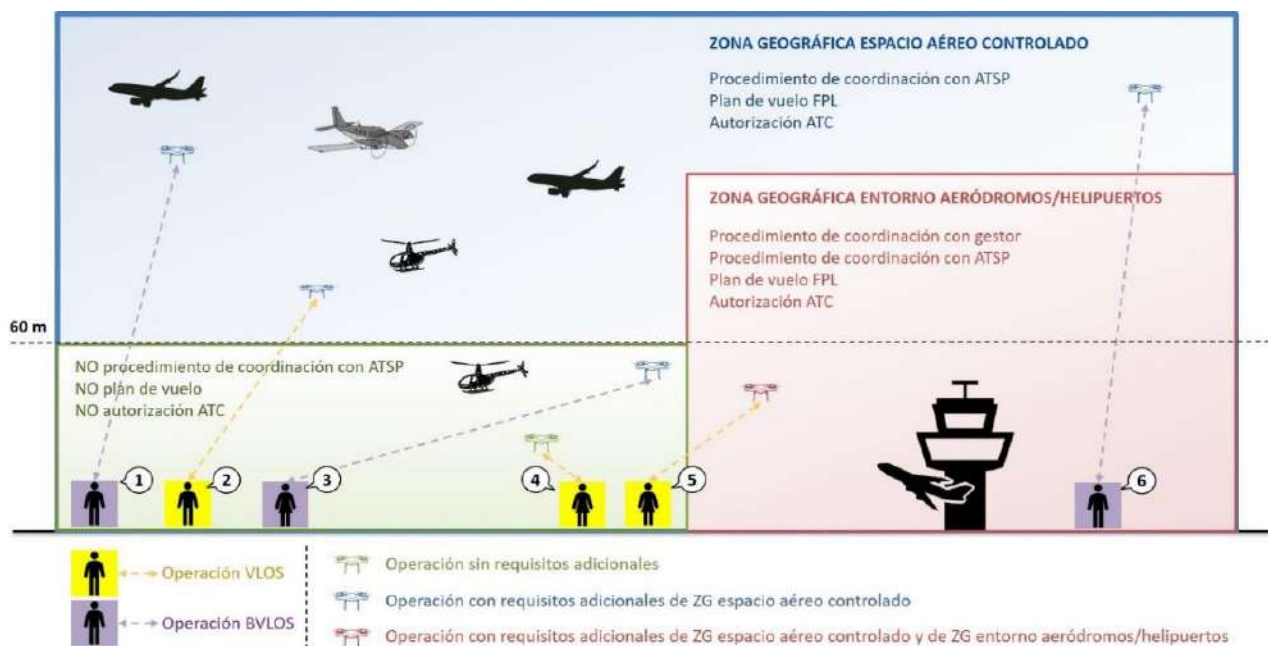 ZONA GEOGRÁFICA ESPACIO AÉREO CONTROLADO
Procedimiento de coordinación con ATSP
Plan de vuelo FPL
Autorización ATC
ZONA GEOGRÁFICA ENTORNO AERÓDROMOS/HELIPUERTOS
Procedimiento de coordinación con gestor
Procedimiento de coordinación con ATSP
Plan de vuelo FPL
Autorización ATC
60 m
NO procedimiento de coordinación con ATSP
NO plan de vuelo
NO autorización ATC
1
2
3
4
5
6
Operación VLOS
Operación BVLOS
Operación sin requisitos adicionales
Operación con requisitos adicionales de ZG espacio aéreo controlado
Operación con requisitos adicionales de ZG espacio aéreo controlado y de ZG entorno aeródromos/helipuertos